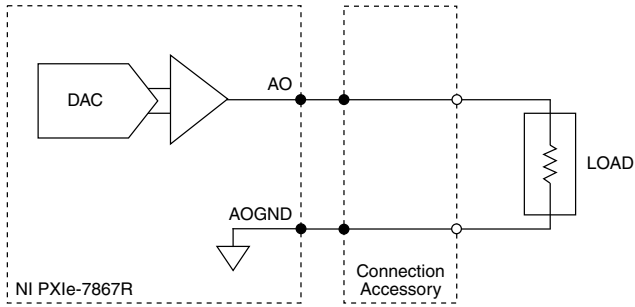 AO
DAC
LOAD
AOGND
NI PXIe-7867R
Connection
Accessory